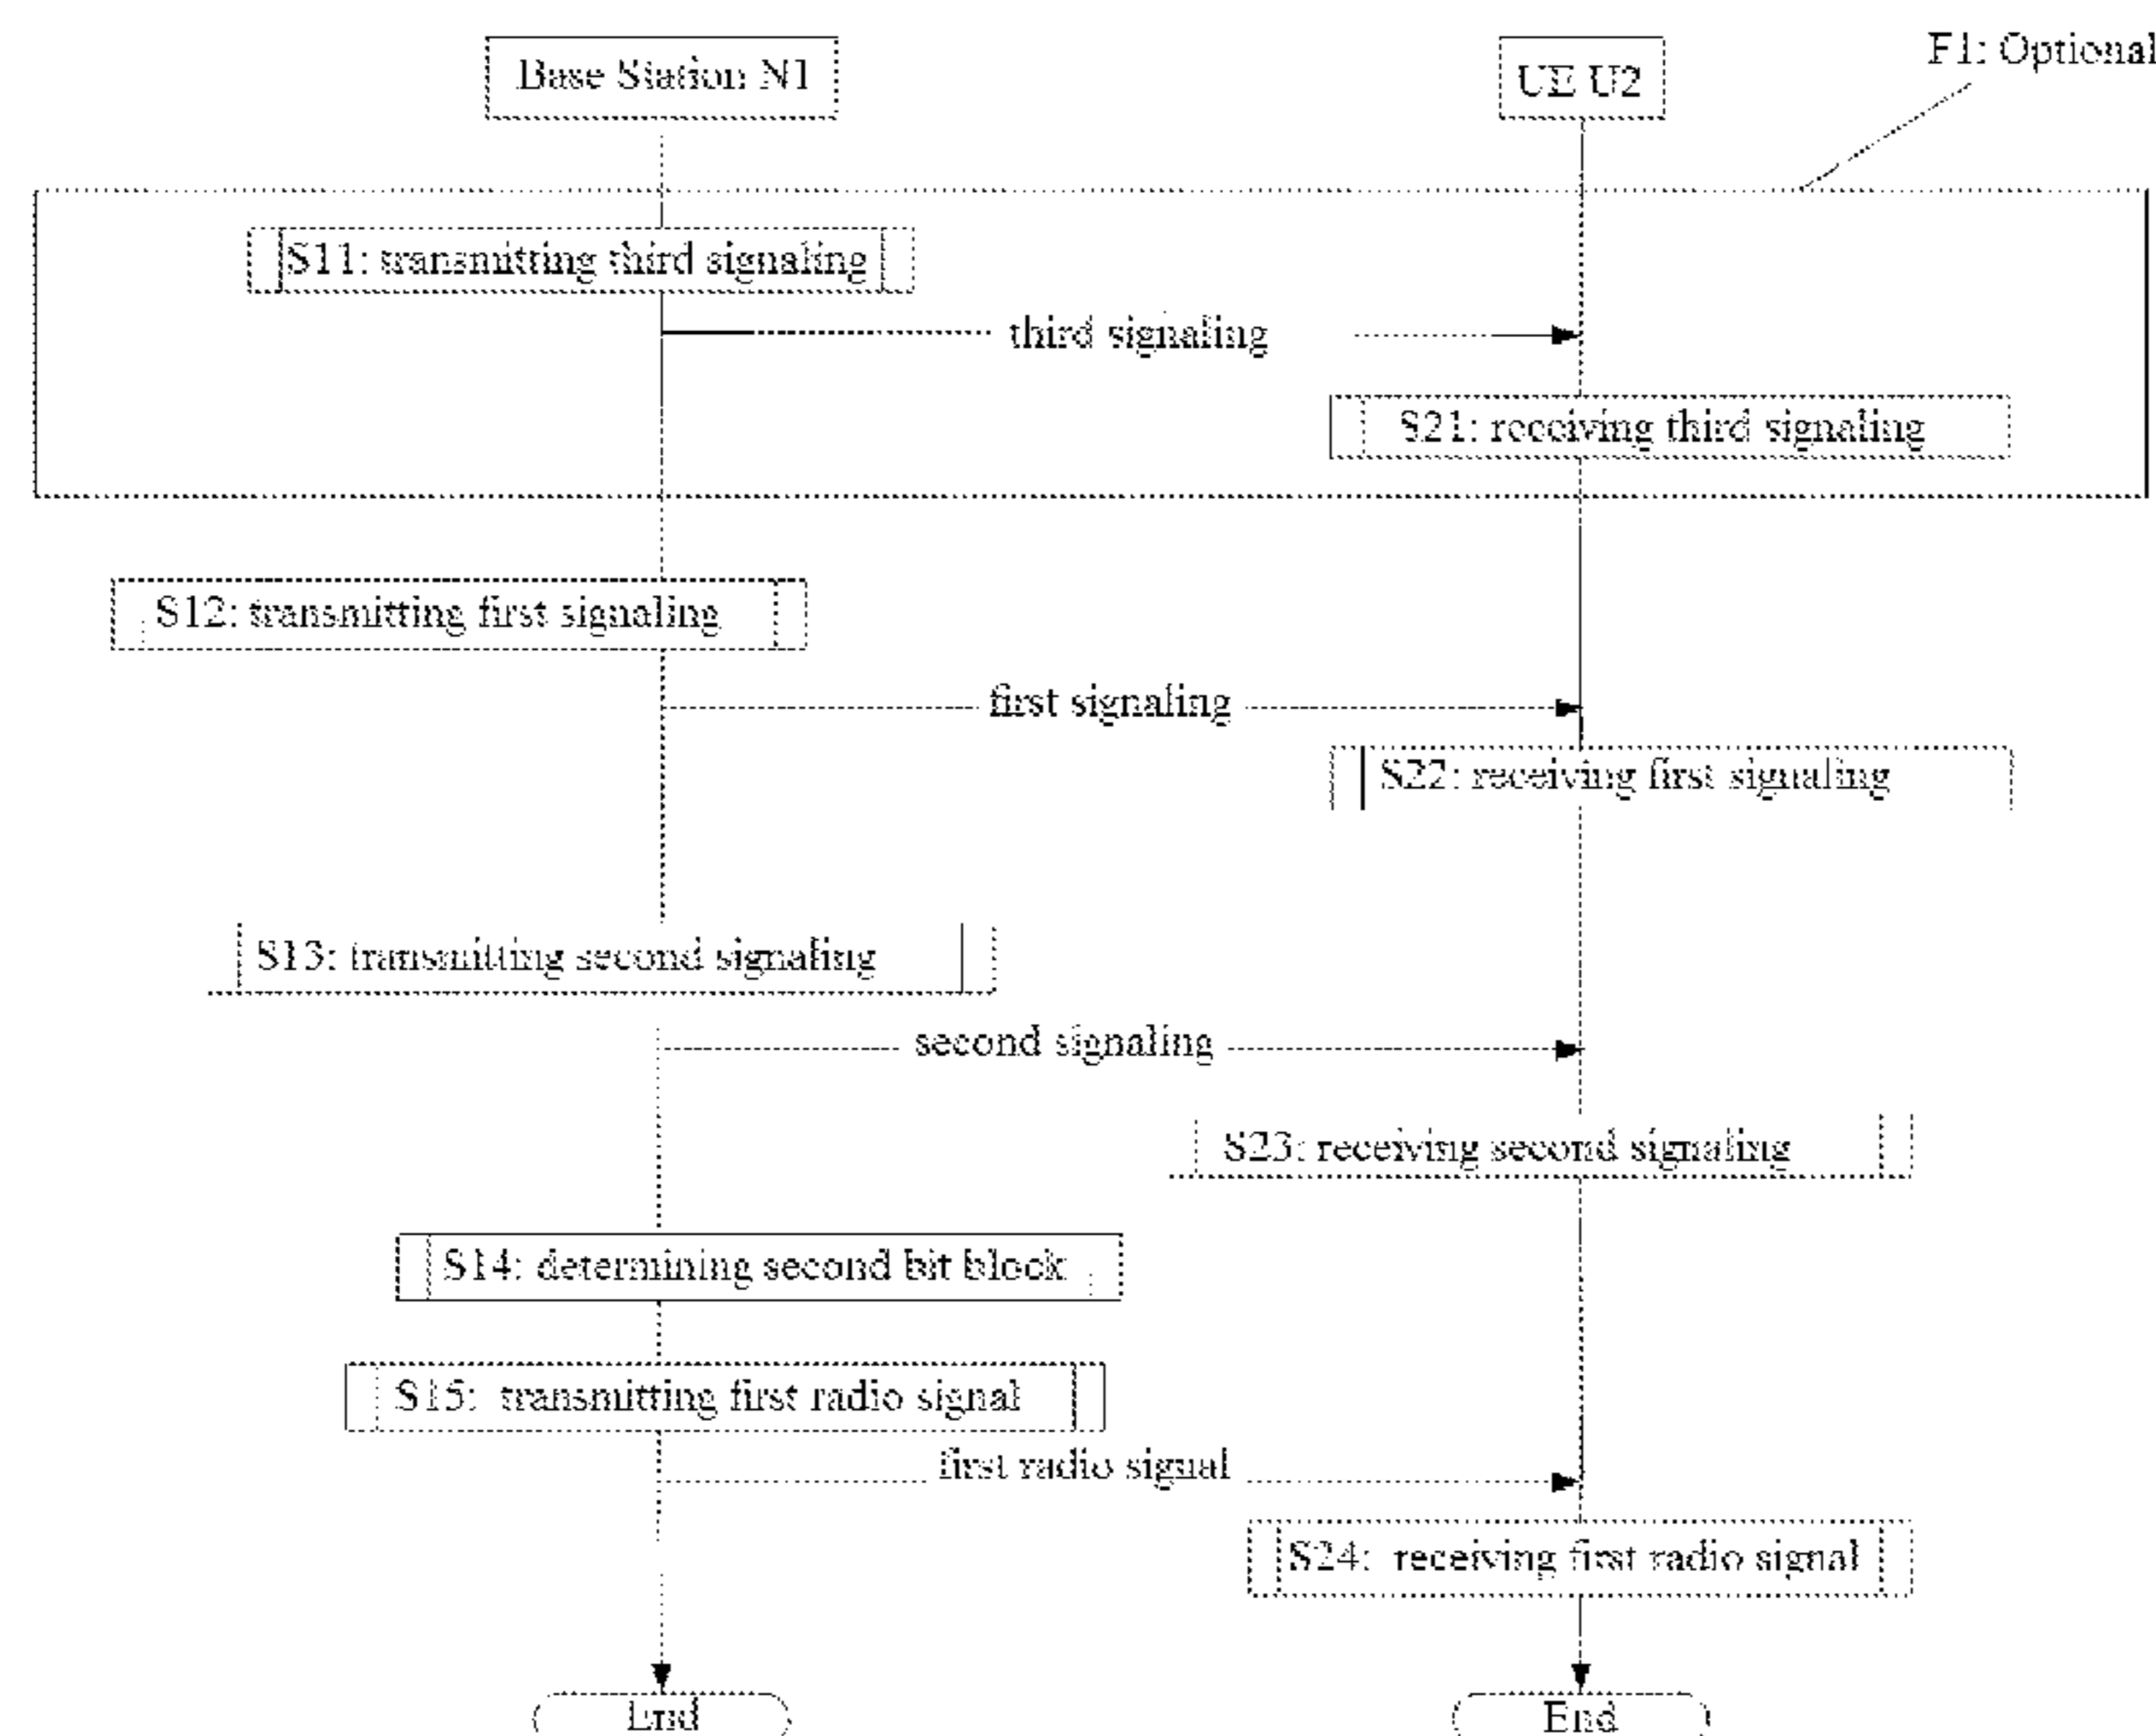 Base Station N1
UE U2
F1: Optional
S11: transmitting third signaling
third signaling
S21: receiving third signaling
S12: transmitting first signaling
first signaling
S22: receiving first signaling
S13: transmitting second signaling
second signaling
S23: receiving second signaling
S14: determining second bit block
S15: transmitting first radio signal
first radio signal
S24: receiving first radio signal
End
End